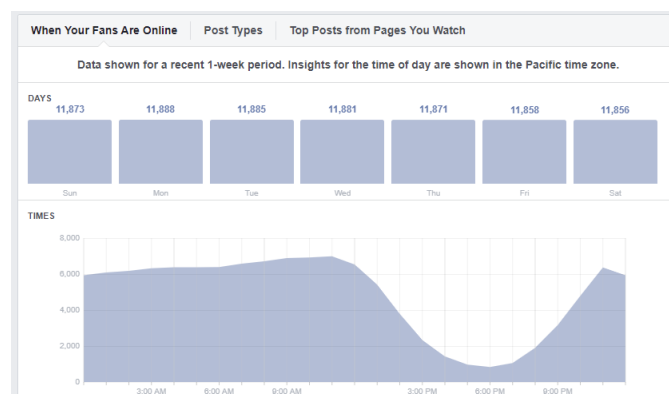 When Your Fans Are Online Post Types Top Posts from Pages You Watch
Data shown for a recent 1-week period. Insights for the time of day are shown in the Pacific time zone.
DAYS
11,873 11,888 11,885 11,881 11,871 11,858 11,856
Sun Mon Tue Wed Thu Fri Sat
TIMES
8,000
6,000
4,000
2,000
0
3:00 AM 6:00 AM 9:00 AM 3:00 PM 6:00 PM 9:00 PM